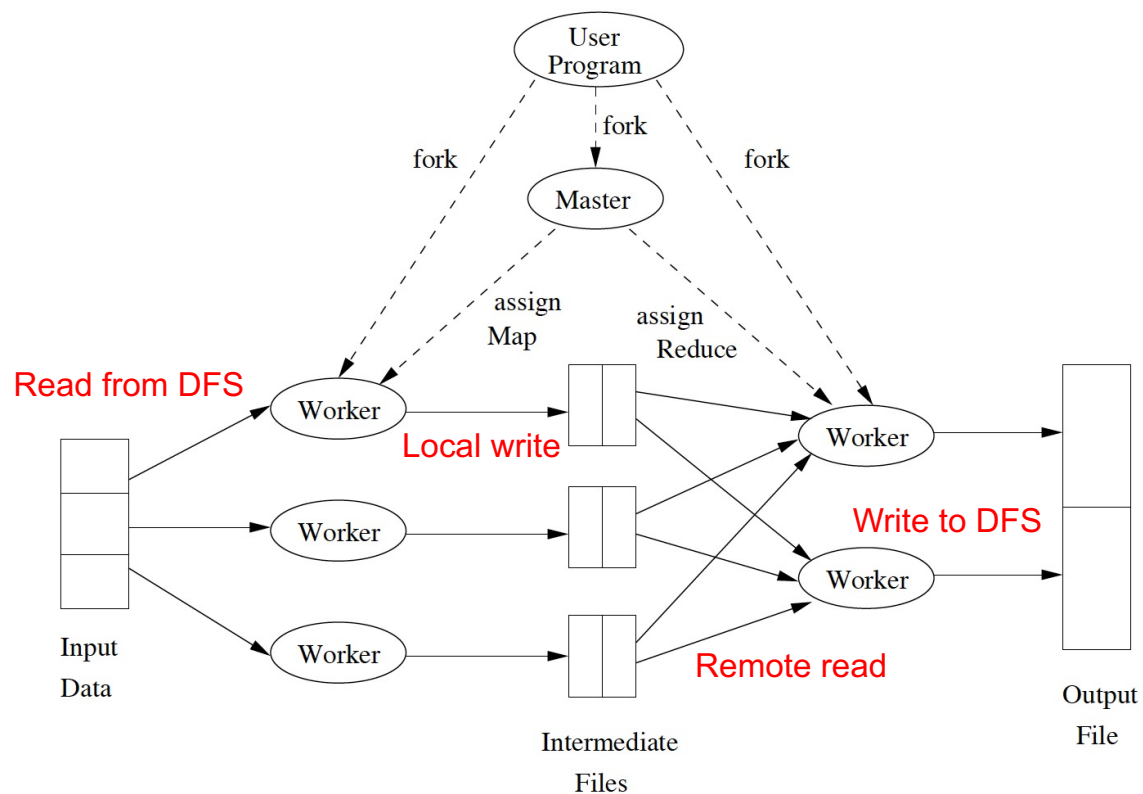 User
Program
fork
fork
fork
Master
assign
Map
assign
Reduce
Read from DFS
Worker
Local write
Worker
Worker
Write to DFS
Worker
Worker
Input
Data
Worker
Remote read
Intermediate
Files
Output
File